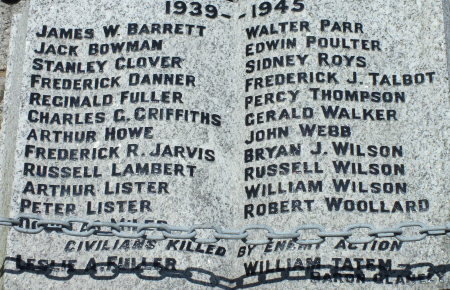 1939--1945
JAMES W. BARRETT
JACK BOWMAN
STANLEY CLOVER
FREDERICK DANNER
REGINALD FULLER
CHARLES G. GRIFFITHS
ARTHUR HOWE
FREDERICK R. JARVIS
RUSSELL LAMBERT
ARTHUR LISTER
PETER LISTER
MILES
WALTER PARR
EDWIN POULTER
SIDNEY ROYS
FREDERICK J. TALBOT
PERCY THOMPSON
GERALD WALKER
JOHN WEBB
BRYAN J. WILSON
RUSSELL WILSON
WILLIAM WILSON
ROBERT WOOLLARD
CIVILIANS KILLED BY ENEMY ACTION
LESLIE A. FULLER
WILLIAM TATEM